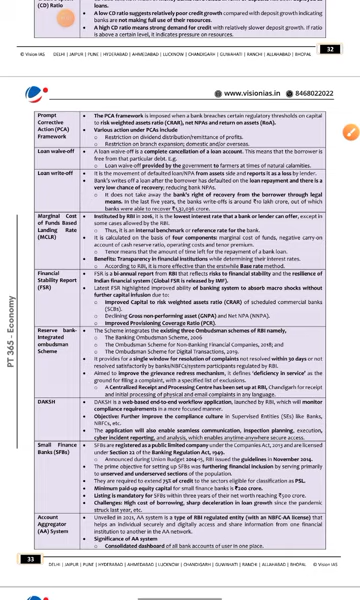 (CD) Ratio
loans.
• A low CD ratio suggests relatively poor credit growth compared with deposit growth indicating
banks are not making full use of their resources.
• A high CD ratio means strong demand for credit with relatively slower deposit growth. If ratio
is above a certain level, it indicates pressure on resources.
32
DELHI | JAIPUR | PUNE | HYDERABAD | AHMEDABAD | LUCKNOW | CHANDIGARH | GUWAHATI | RANCHI | ALLAHABAD | BHOPAL © Vision IAS
www.visionias.in 8468022022
Prompt Corrective Action (PCA) Framework
• The PCA framework is imposed when a bank breaches certain regulatory thresholds on capital
to risk weighted assets ratio (CRAR), net NPAs and return on assets (RoA).
• Various action under PCAs include
o Restriction on dividend distribution/remittance of profits.
o Restriction on branch expansion; domestic and/or overseas.
Loan waive-off
• A loan waive-off is a complete cancellation of a loan account. This means that the borrower is
free from that particular debt. E.g.
o Loan waive-off provided by the government to farmers at times of natural calamities.
Loan write-off
• It is the movement of defaulted loan/NPA from assets side and reports it as a loss by lender.
• Bank's writes off a loan after the borrower has defaulted on the loan repayment and there is a
very low chance of recovery; reducing bank NPAs.
o It does not take away the bank's right of recovery from the borrower through legal
means. In the last five years, the banks write-offs is around ₹10 lakh crore, out of which
banks were able to recover ₹1,32,036 crore.
Marginal Cost of Funds Based Landing Rate (MCLR)
• Instituted by RBI in 2016, it is the lowest interest rate that a bank or lender can offer, except in
some cases allowed by the RBI.
o Thus, it is an internal benchmark or reference rate for the bank.
• It is calculated on the basis of four components: marginal cost of funds, negative carry-on
account of cash reserve ratio, operating costs and tenor premium.
o Tenor means the amount of time left for the repayment of a bank loan.
• Benefits: Transparency in financial institutions while determining their interest rates.
o According to RBI, it is more effective than the erstwhile Base rate method.
Financial Stability Report (FSR)
• FSR is a bi-annual report from RBI that reflects risks to financial stability and the resilience of
Indian financial system (Global FSR is released by IMF).
• Latest FSR highlighted improved ability of banking system to absorb macro shocks without
further capital infusion due to:
o Improved Capital to risk weighted assets ratio (CRAR) of scheduled commercial banks
(SCBs).
o Declining Gross non-performing asset (GNPA) and Net NPA (NNPA).
o Improved Provisioning Coverage Ratio (PCR).
Reserve bank- Integrated ombudsman Scheme
• The Scheme integrates the existing three Ombudsman schemes of RBI namely,
o The Banking Ombudsman Scheme, 2006
o The Ombudsman Scheme for Non-Banking Financial Companies, 2018; and
o The Ombudsman Scheme for Digital Transactions, 2019.
• It provides for a single window for resolution of complaints not resolved within 30 days or not
resolved satisfactorily by banks/NBFCs/system participants regulated by RBI.
• Aimed to improve the grievance redress mechanism, it defines 'deficiency in service' as the
ground for filing a complaint, with a specified list of exclusions.
o A Centralised Receipt and Processing Centre has been set up at RBI, Chandigarh for receipt
and initial processing of physical and email complaints in any language.
DAKSH
• DAKSH is a web-based end-to-end workflow application, launched by RBI, which will monitor
compliance requirements in a more focused manner.
• Objective: Further improve the compliance culture in Supervised Entities (SEs) like Banks,
NBFCs, etc.
• The application will also enable seamless communication, inspection planning, execution,
cyber incident reporting, and analysis, which enables anytime-anywhere secure access.
Small Finance Banks (SFBs)
• SFBs are registered as a public limited company under the Companies Act, 2013 and are licensed
under Section 22 of the Banking Regulation Act, 1949.
o Announced during Union Budget 2014-15, RBI issued the guidelines in November 2014.
• The prime objective for setting up SFBs was furthering financial inclusion by serving primarily
to unserved and underserved sections of the population.
• They are required to extend 75% of credit to the sectors eligible for classification as PSL.
• Minimum paid-up equity capital for small finance banks is ₹200 crore.
• Listing is mandatory for SFBs within three years of their net worth reaching ₹500 crore.
• Challenges: High cost of borrowing, sharp deceleration in loan growth since the pandemic
struck last year, etc.
Account Aggregator (AA) System
• Unveiled in 2021, AA system is a type of RBI regulated entity (with an NBFC-AA license) that
helps an individual securely and digitally access and share information from one financial
institution to another in the AA network.
• Significance of AA system
o Consolidated dashboard of all bank accounts of user in one place.
PT 365 - Economy
33
DELHI | JAIPUR | PUNE | HYDERABAD | AHMEDABAD | LUCKNOW | CHANDIGARH | GUWAHATI | RANCHI | ALLAHABAD | BHOPAL © Vision IAS